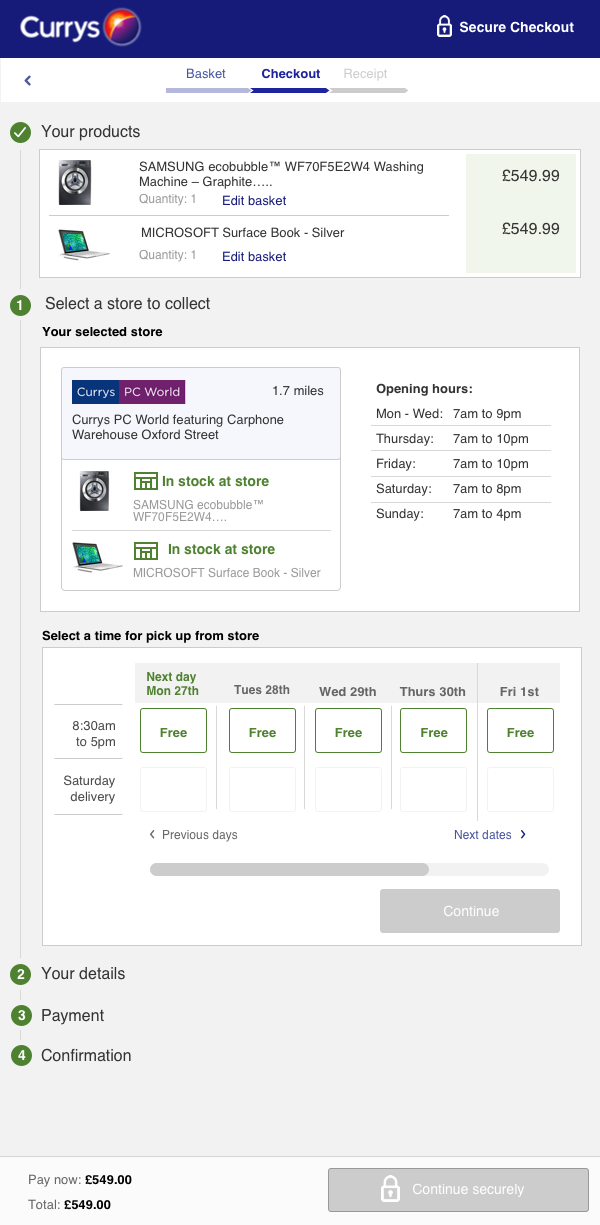 Currys
Secure Checkout
Basket
Checkout
Receipt
Your products
SAMSUNG ecobubble™ WF70F5E2W4 Washing
Machine – Graphite…..
£549.99
Quantity: 1
Edit basket
MICROSOFT Surface Book - Silver
£549.99
Quantity: 1
Edit basket
1
Select a store to collect
Your selected store
Currys PC World
1.7 miles
Currys PC World featuring Carphone
Warehouse Oxford Street
In stock at store
SAMSUNG ecobubble™
WF70F5E2W4….
In stock at store
MICROSOFT Surface Book - Silver
Opening hours:
Mon - Wed: 7am to 9pm
Thursday: 7am to 10pm
Friday: 7am to 10pm
Saturday: 7am to 8pm
Sunday: 7am to 4pm
Select a time for pick up from store
Next day
Mon 27th
Tues 28th
Wed 29th
Thurs 30th
Fri 1st
8:30am
to 5pm
Free
Free
Free
Free
Free
Saturday
delivery
Previous days
Next dates
Continue
2
Your details
3
Payment
4
Confirmation
Pay now: £549.00
Total: £549.00
Continue securely